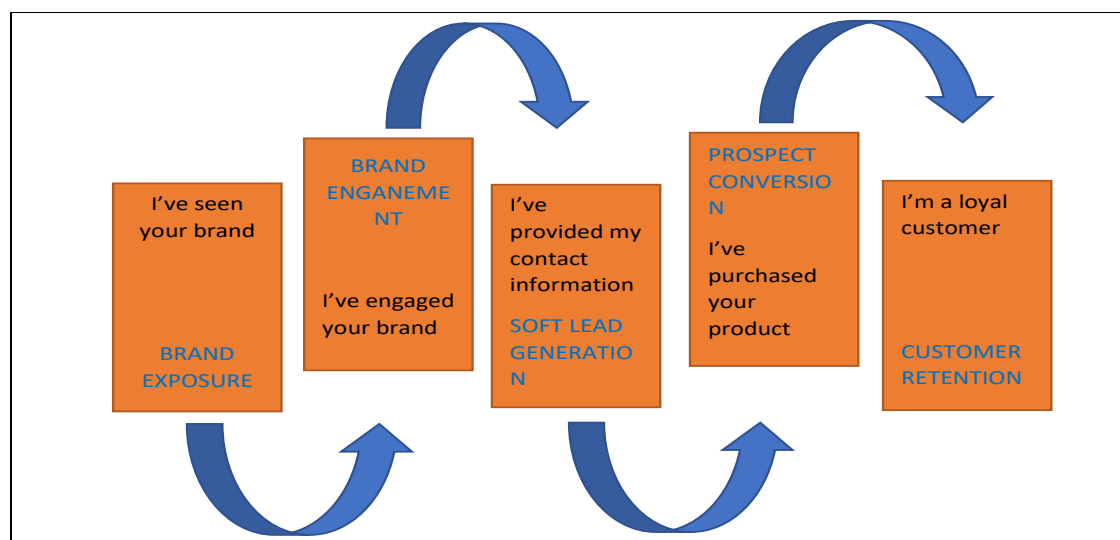 I’ve seen
your brand
BRAND
EXPOSURE
BRAND
ENGANEME
NT
I’ve engaged
your brand
I’ve
provided my
contact
information
SOFT LEAD
GENERATIO
N
PROSPECT
CONVERSIO
N
I’ve
purchased
your
product
I’m a loyal
customer
CUSTOMER
RETENTION